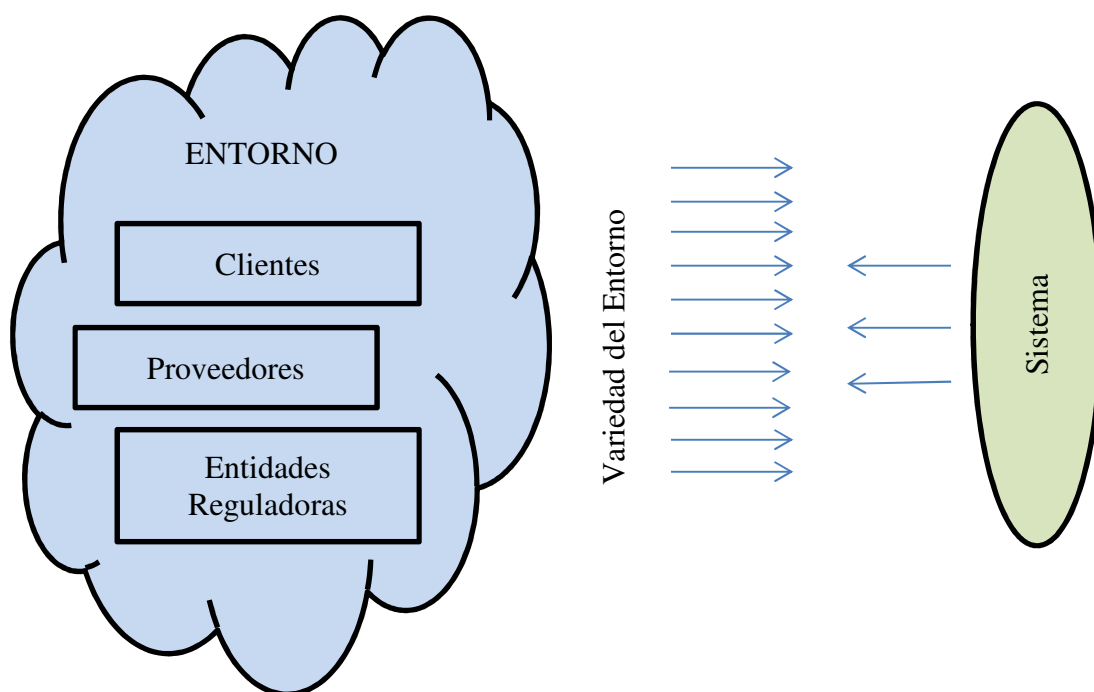 ENTORNO
Clientes
Proveedores
Entidades
Reguladoras
Variedad del Entorno
Sistema